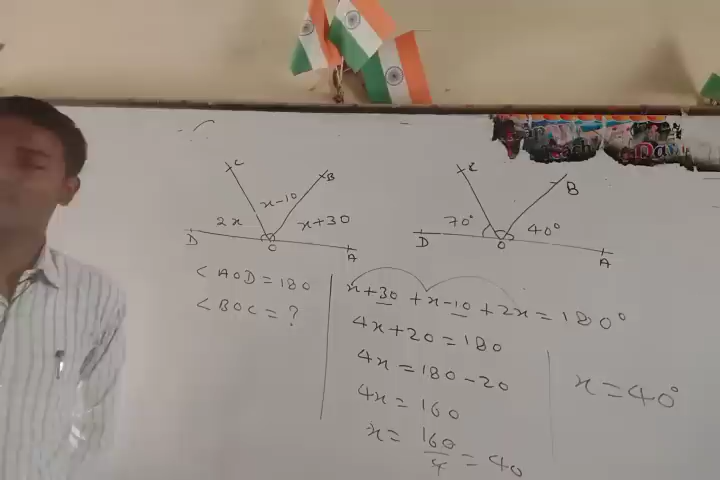 C
B
x-10
2x
x+30
D
O
A
<AOD=180
<BOC=?
C
B
70°
40°
D
O
A
x+30+x-10+2x=180°
4x+20=180
4x=180-20
4x=160
x=160/4=40
x=40°